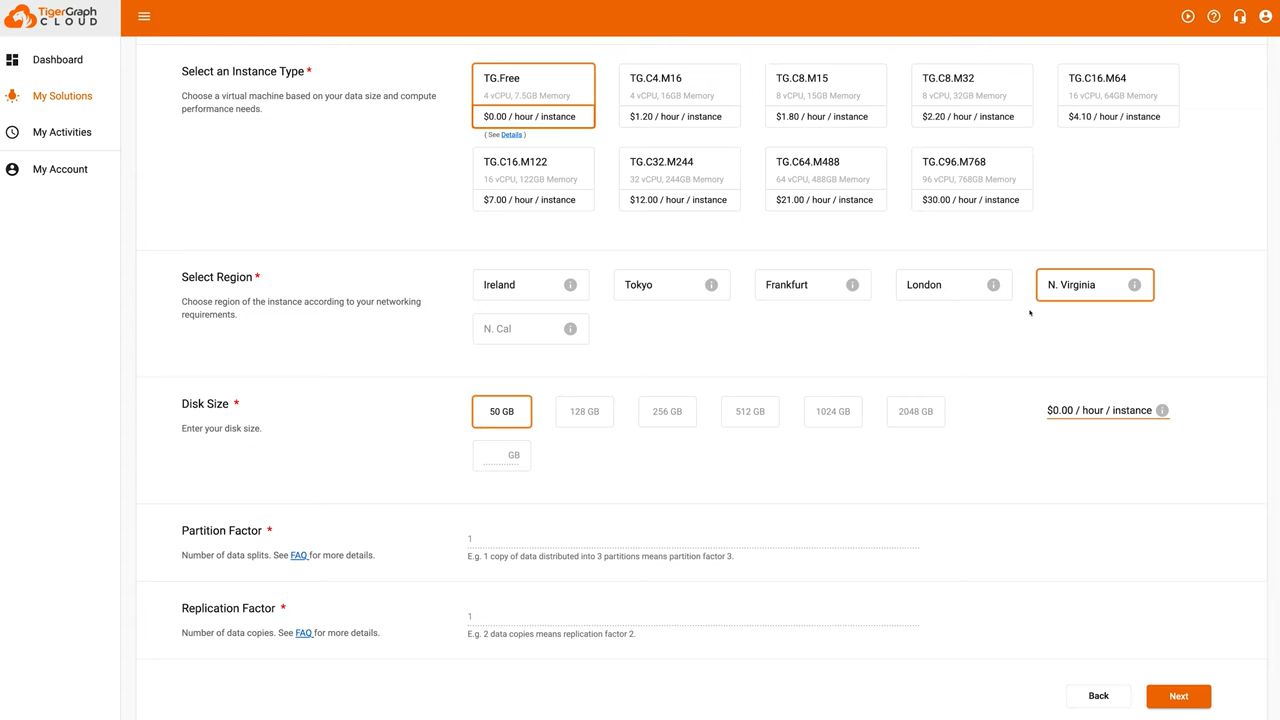 TigerGraph
CLOUD
Dashboard
My Solutions
My Activities
My Account
Select an Instance Type *
Choose a virtual machine based on your data size and compute
performance needs.
TG.Free
4 vCPU, 7.5GB Memory
$0.00 / hour / instance
( See Details )
TG.C4.M16
4 vCPU, 16GB Memory
$1.20 / hour / instance
TG.C8.M15
8 vCPU, 15GB Memory
$1.80 / hour / instance
TG.C8.M32
8 vCPU, 32GB Memory
$2.20 / hour / instance
TG.C16.M64
16 vCPU, 64GB Memory
$4.10 / hour / instance
TG.C16.M122
16 vCPU, 122GB Memory
$7.00 / hour / instance
TG.C32.M244
32 vCPU, 244GB Memory
$12.00 / hour / instance
TG.C64.M488
64 vCPU, 488GB Memory
$21.00 / hour / instance
TG.C96.M768
96 vCPU, 768GB Memory
$30.00 / hour / instance
Select Region *
Choose region of the instance according to your networking
requirements.
Ireland
Tokyo
Frankfurt
London
N. Virginia
N. Cal
Disk Size *
Enter your disk size.
50 GB
128 GB
256 GB
512 GB
1024 GB
2048 GB
GB
$0.00 / hour / instance
Partition Factor *
Number of data splits. See FAQ for more details.
1
E.g. 1 copy of data distributed into 3 partitions means partition factor 3.
Replication Factor *
Number of data copies. See FAQ for more details.
1
E.g. 2 data copies means replication factor 2.
Back
Next